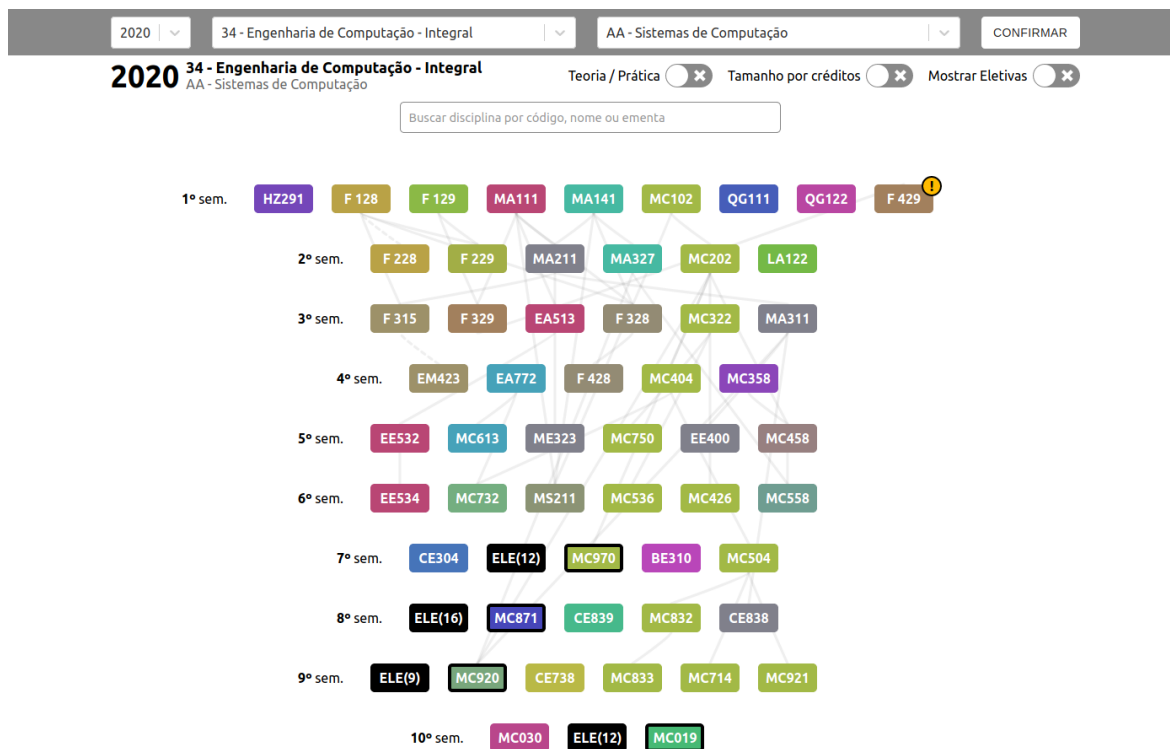 2020 34 - Engenharia de Computação - Integral AA - Sistemas de Computação CONFIRMAR
2020 34 - Engenharia de Computação - Integral
AA - Sistemas de Computação
Teoria / Prática Tamanho por créditos Mostrar Eletivas
Buscar disciplina por código, nome ou ementa
1º sem. HZ291 F 128 F 129 MA111 MA141 MC102 QG111 QG122 F 429 !
2º sem. F 228 F 229 MA211 MA327 MC202 LA122
3º sem. F 315 F 329 EA513 F 328 MC322 MA311
4º sem. EM423 EA772 F 428 MC404 MC358
5º sem. EE532 MC613 ME323 MC750 EE400 MC458
6º sem. EE534 MC732 MS211 MC536 MC426 MC558
7º sem. CE304 ELE(12) MC970 BE310 MC504
8º sem. ELE(16) MC871 CE839 MC832 CE838
9º sem. ELE(9) MC920 CE738 MC833 MC714 MC921
10º sem. MC030 ELE(12) MC019